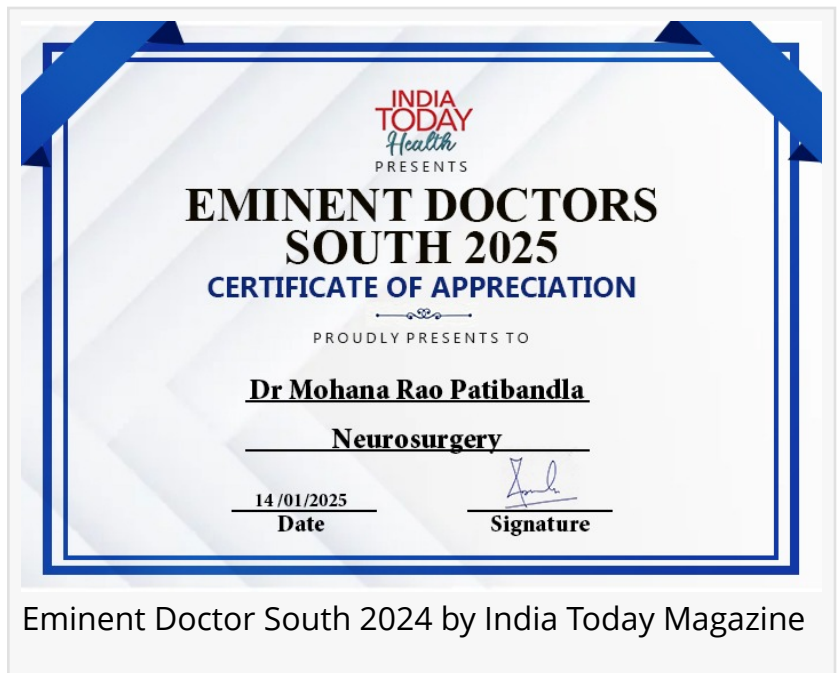 INDIA
TODAY
Health
PRESENTS
EMINENT DOCTORS
SOUTH 2025
CERTIFICATE OF APPRECIATION
PROUDLY PRESENTS TO
Dr Mohana Rao Patibandla
Neurosurgery
14 /01/2025
Date
Signature
Eminent Doctor South 2024 by India Today Magazine